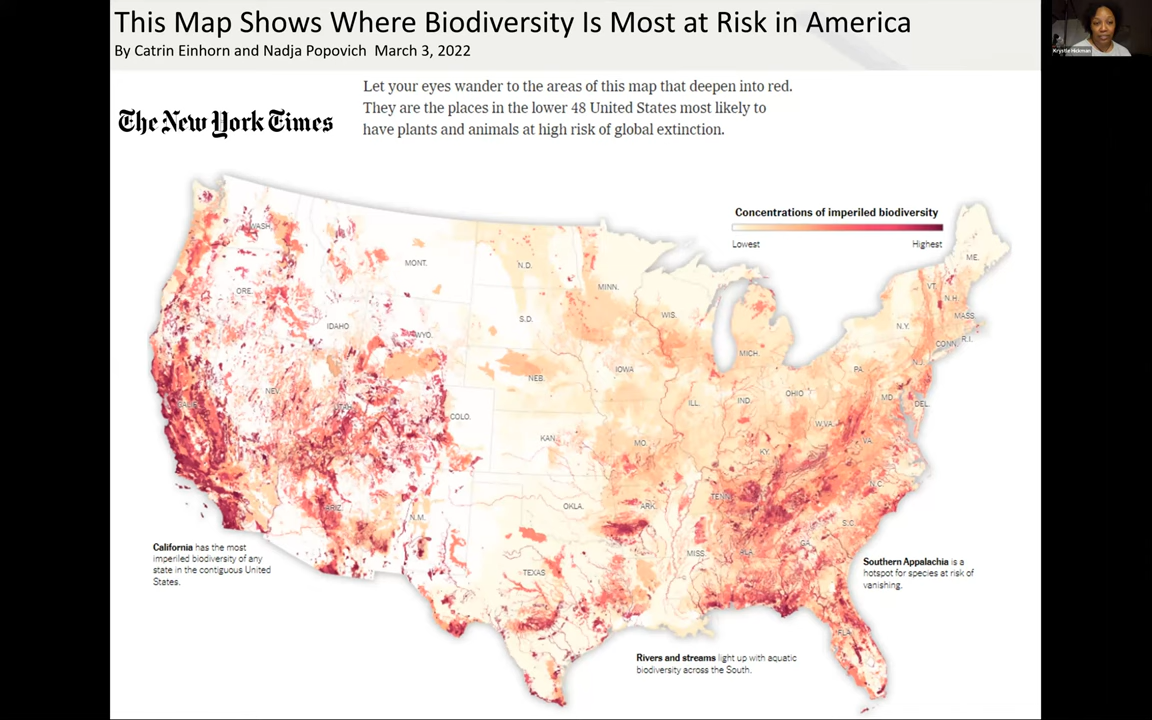 This Map Shows Where Biodiversity Is Most at Risk in America
By Catrin Einhorn and Nadja Popovich March 3, 2022
Krystle Hickman
The New York Times
Let your eyes wander to the areas of this map that deepen into red.
They are the places in the lower 48 United States most likely to
have plants and animals at high risk of global extinction.
Concentrations of imperiled biodiversity
Lowest Highest
WASH.
MONT.
N.D.
MINN.
ME.
VT.
N.H.
ORE.
IDAHO
WYO.
S.D.
WIS.
MICH.
N.Y.
MASS.
CONN.
R.I.
NEV.
UTAH
COLO.
NEB.
IOWA
ILL.
IND.
OHIO
PA.
N.J.
MD.
DEL.
CALIF.
KAN.
MO.
KY.
W.VA.
VA.
ARIZ.
N.M.
OKLA.
ARK.
TENN.
N.C.
S.C.
TEXAS
MISS.
ALA.
GA.
FLA.
California has the most
imperiled biodiversity of any
state in the contiguous United
States.
Southern Appalachia is a
hotspot for species at risk of
vanishing.
Rivers and streams light up with aquatic
biodiversity across the South.